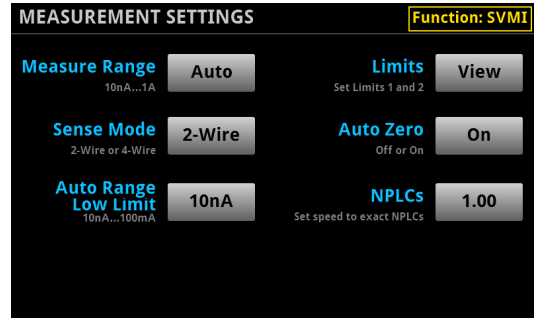 MEASUREMENT SETTINGS
Function: SVMI
Measure Range
10nA...1A
Auto
Limits
Set Limits 1 and 2
View
Sense Mode
2-Wire or 4-Wire
2-Wire
Auto Zero
Off or On
On
Auto Range
Low Limit
10nA...100mA
10nA
NPLCs
Set speed to exact NPLCs
1.00